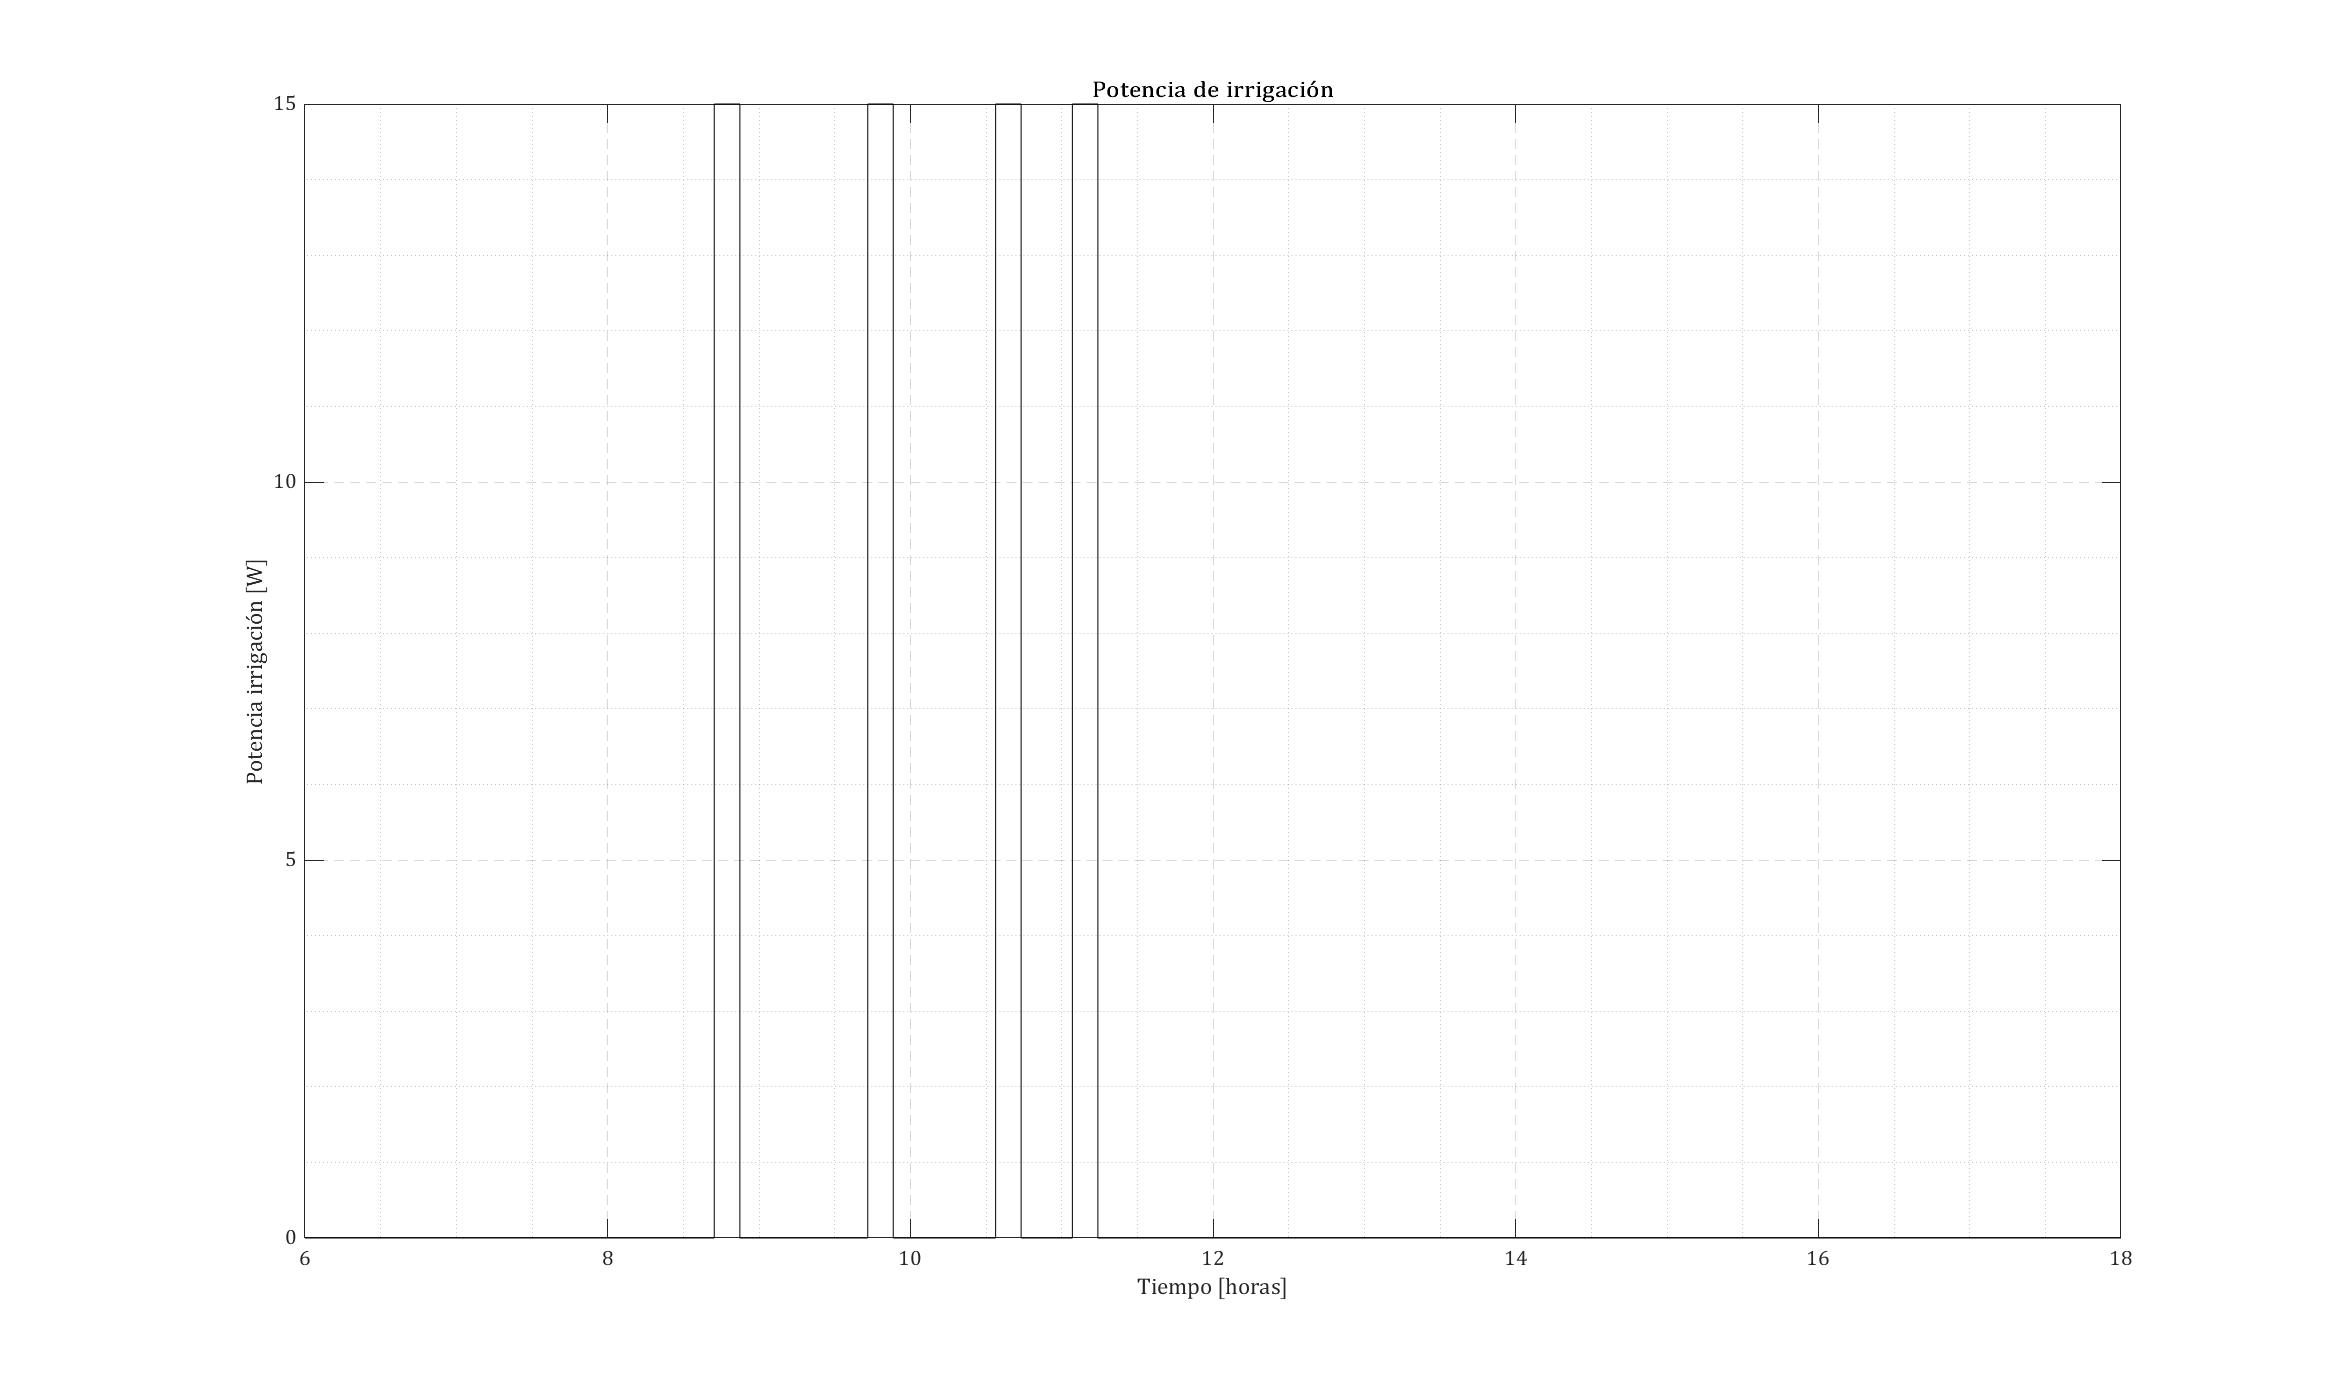 Potencia de irrigación
15
10
5
0
Potencia irrigación [W]
6 8 10 12 14 16 18
Tiempo [horas]